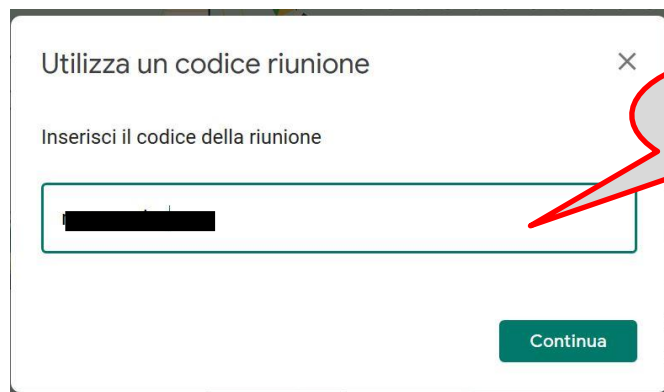 Utilizza un codice riunione
Inserisci il codice della riunione
Continua